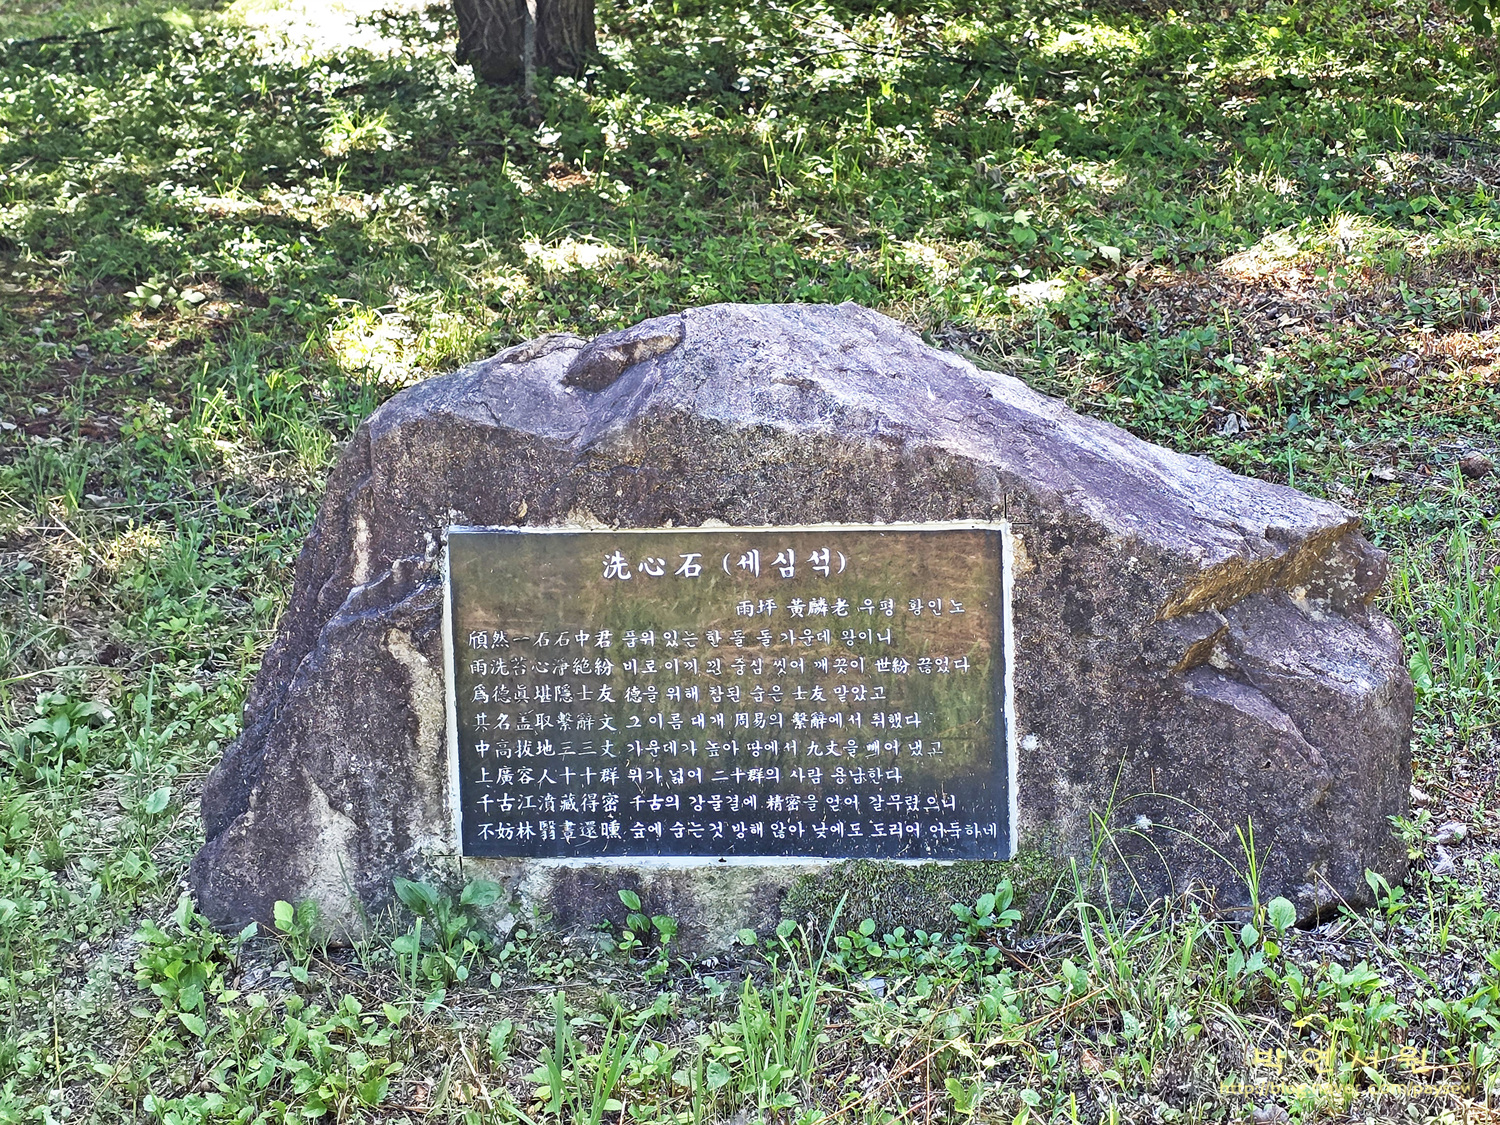 洗心石 (세심석)
雨坪 黃麟老 우평 황인노
頎然一石石中君 품위 있는 한 돌 돌 가운데 왕이니
雨洗苔心淨絶紛 비로 이끼 낀 중심 씻어 깨끗이 世紛 끊었다
爲德眞堪隱士友 德을 위해 참된 숨은 士友 말았고
其名盖取繫辭文 그 이름 대개 周易의 繫辭에서 취했다
中高拔地三三丈 가운데가 높아 땅에서 九丈을 빼어 냈고
上廣容人十十群 위가 넓어 二十群의 사람 용납한다
千古江濆藏得密 千古의 강물결에 精密을 얻어 갈무렸으니
不妨林翳晝還曛 숲에 숨는것 방해 않아 낮에도 도리어 어둑하네
박연서원